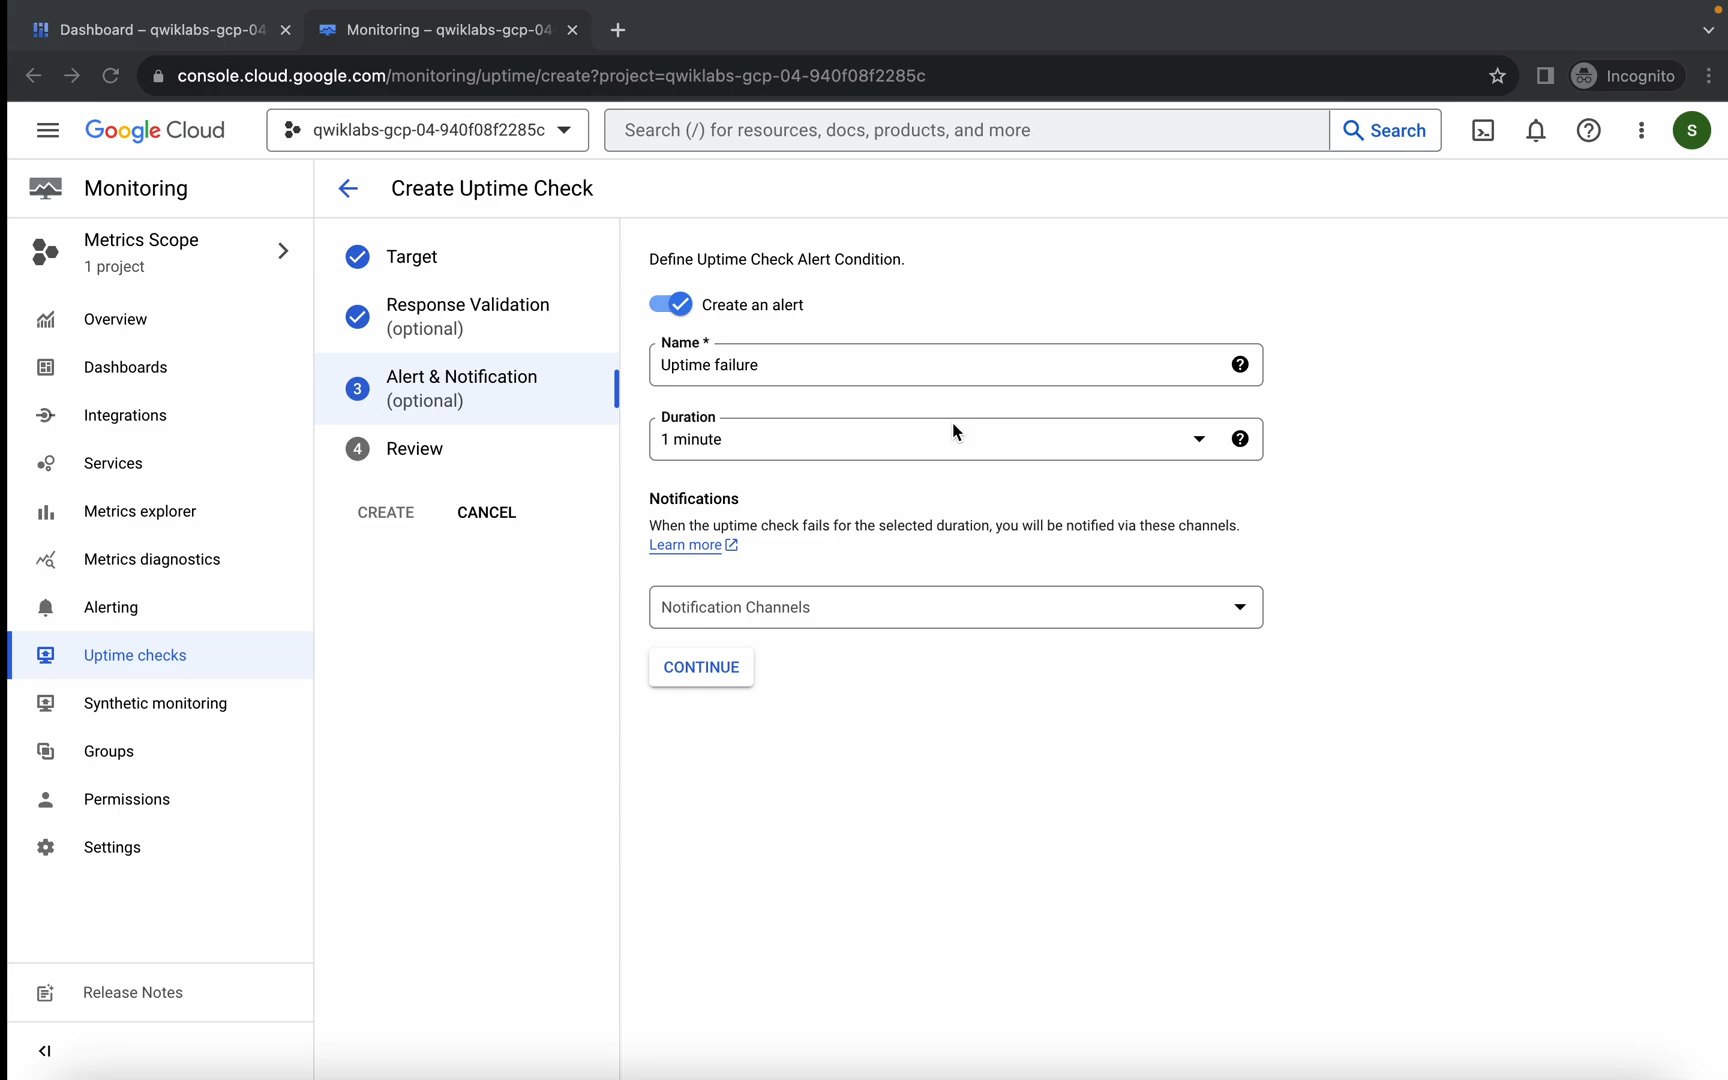 Dashboard – qwiklabs-gcp-04
Monitoring – qwiklabs-gcp-04
console.cloud.google.com/monitoring/uptime/create?project=qwiklabs-gcp-04-940f08f2285c
Incognito
Google Cloud
qwiklabs-gcp-04-940f08f2285c
Search (/) for resources, docs, products, and more
Search
S
Monitoring
Create Uptime Check
Metrics Scope
1 project
Overview
Dashboards
Integrations
Services
Metrics explorer
Metrics diagnostics
Alerting
Uptime checks
Synthetic monitoring
Groups
Permissions
Settings
Release Notes
Target
Response Validation
(optional)
3
Alert & Notification
(optional)
4
Review
CREATE
CANCEL
Define Uptime Check Alert Condition.
Create an alert
Name *
Uptime failure
Duration
1 minute
Notifications
When the uptime check fails for the selected duration, you will be notified via these channels.
Learn more
Notification Channels
CONTINUE